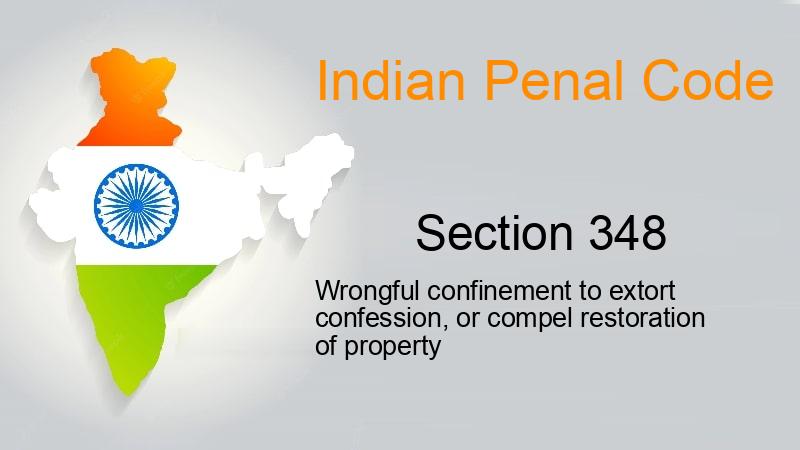 Indian Penal Code
Section 348
Wrongful confinement to extort
confession, or compel restoration
of property